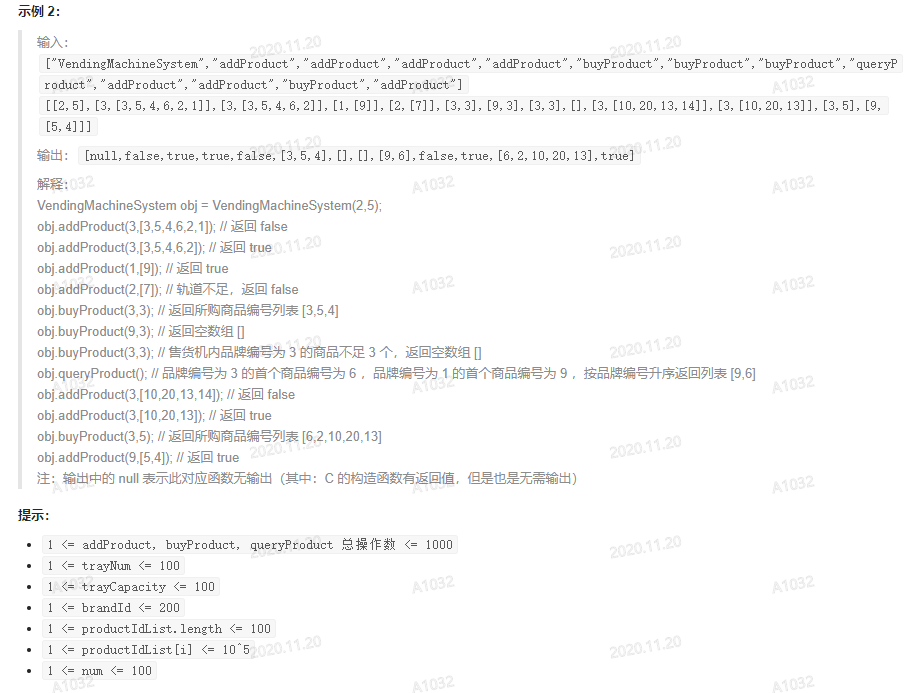 示例 2：
输入：
["VendingMachineSystem","addProduct","addProduct","addProduct","addProduct","buyProduct","buyProduct","buyProduct","queryP
roduct","addProduct","addProduct","buyProduct","addProduct"]
[[2,5],[3,[3,5,4,6,2,1]],[3,[3,5,4,6,2]],[1,[9]],[2,[7]],[3,3],[9,3],[3,3],[],[3,[10,20,13,14]],[3,[10,20,13]],[3,5],[9,
[5,4]]]
输出： [null,false,true,true,false,[3,5,4],[],[],[9,6],false,true,[6,2,10,20,13],true]
解释：
VendingMachineSystem obj = VendingMachineSystem(2,5);
obj.addProduct(3,[3,5,4,6,2,1]); // 返回 false
obj.addProduct(3,[3,5,4,6,2]); // 返回 true
obj.addProduct(1,[9]); // 返回 true
obj.addProduct(2,[7]); // 轨道不足，返回 false
obj.buyProduct(3,3); // 返回所购商品编号列表 [3,5,4]
obj.buyProduct(9,3); // 返回空数组 []
obj.buyProduct(3,3); // 售货机内品牌编号为 3 的商品不足 3 个，返回空数组 []
obj.queryProduct(); // 品牌编号为 3 的首个商品编号为 6 ，品牌编号为 1 的首个商品编号为 9 ，按品牌编号升序返回列表 [9,6]
obj.addProduct(3,[10,20,13,14]); // 返回 false
obj.addProduct(3,[10,20,13]); // 返回 true
obj.buyProduct(3,5); // 返回所购商品编号列表 [6,2,10,20,13]
obj.addProduct(9,[5,4]); // 返回 true
注：输出中的 null 表示此对应函数无输出（其中：C 的构造函数有返回值，但是也是无需输出）
提示：
1 <= addProduct, buyProduct, queryProduct 总操作数 <= 1000
1 <= trayNum <= 100
1 <= trayCapacity <= 100
1 <= brandId <= 200
1 <= productIdList.length <= 100
1 <= productIdList[i] <= 10^5
1 <= num <= 100
2020.11.20
A1032